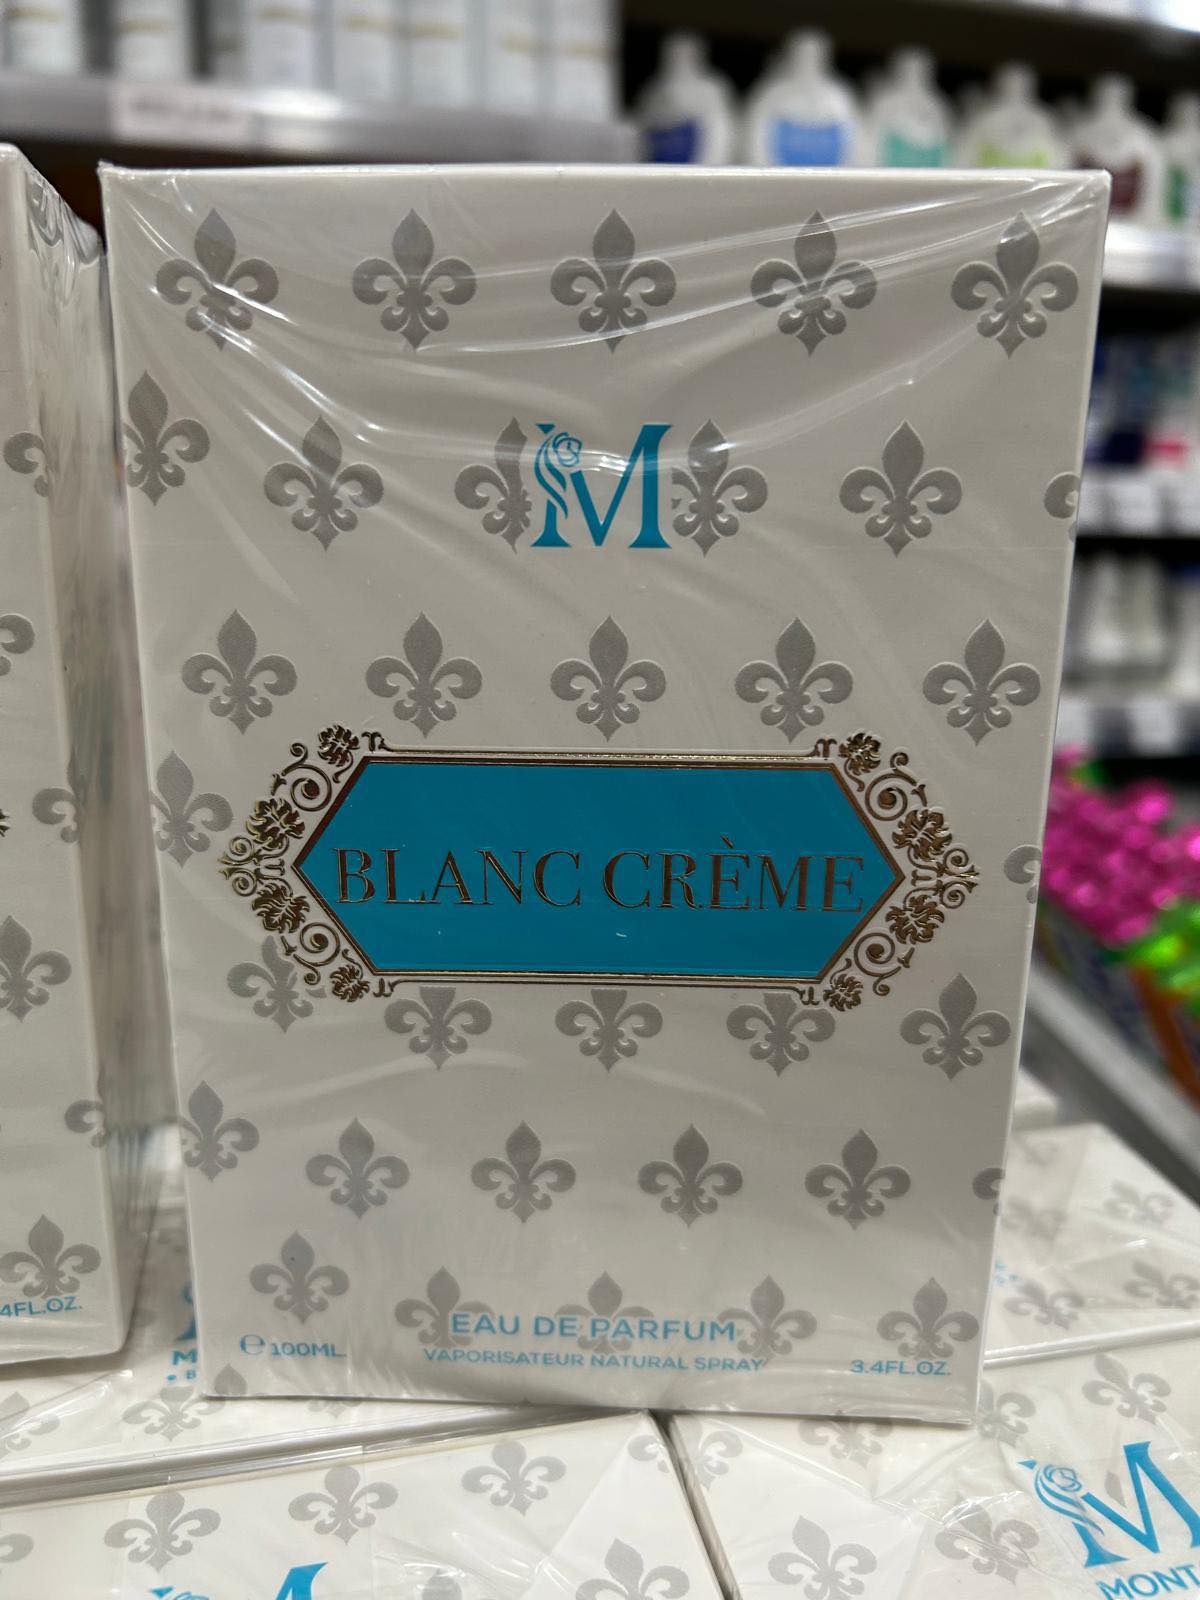 M
BLANC CRÈME
EAU DE PARFUM
℮ 100ML.
VAPORISATEUR NATURAL SPRAY
3.4FL.OZ.
4FL.OZ.
M
MONT